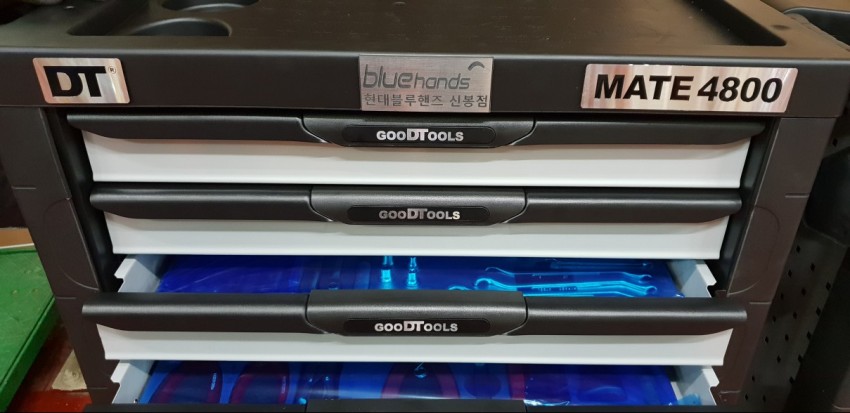 DT®
bluehands
현대블루핸즈 신봉점
MATE 4800
GOODTOOLS
GOODTOOLS
GOODTOOLS